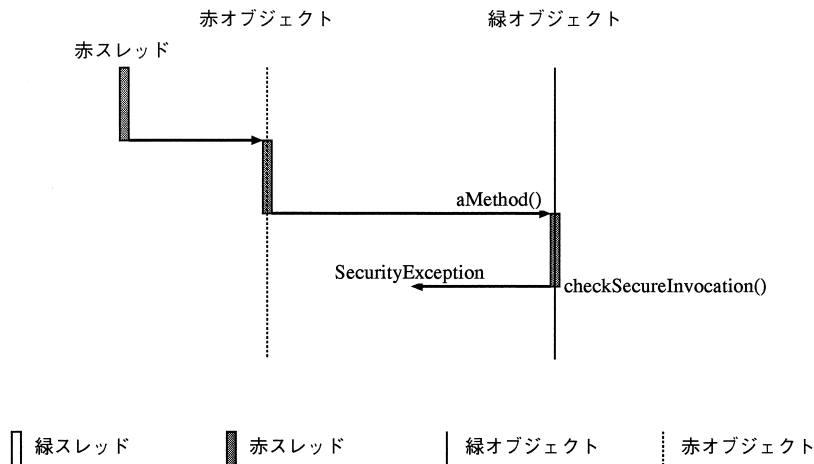 赤オブジェクト
緑オブジェクト
赤スレッド
aMethod()
SecurityException
checkSecureInvocation()
緑スレッド
赤スレッド
緑オブジェクト
赤オブジェクト